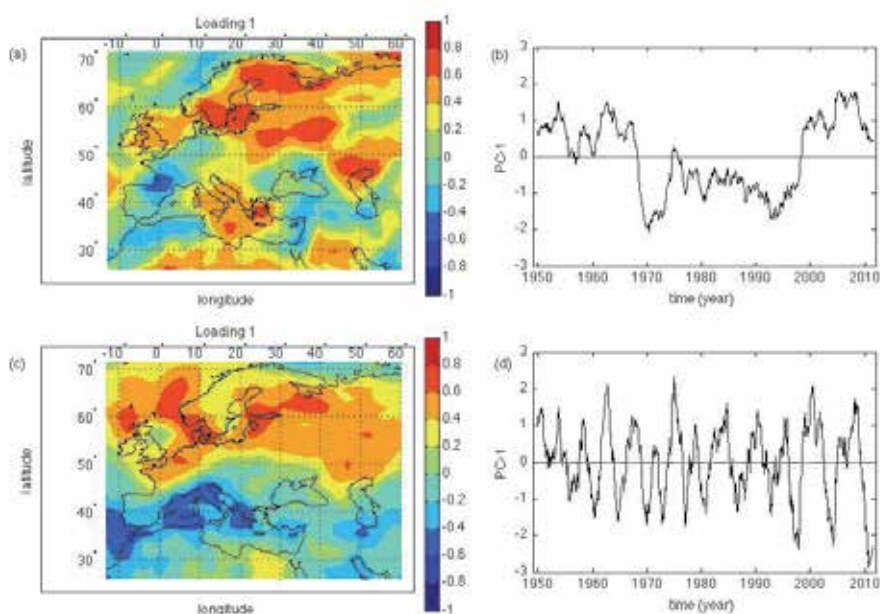 Loading 1
(a)
-10 0 10 20 30 40 50 60
70°
60°
50°
40°
30°
latitude
longitude
1
0.8
0.6
0.4
0.2
0
-0.2
-0.4
-0.6
-0.8
-1
(b)
3
2
1
0
-1
-2
-3
PC-1
1950 1960 1970 1980 1990 2000 2010
time (year)
Loading 1
(c)
-10 0 10 20 30 40 50 60
70°
60°
50°
40°
30°
latitude
longitude
1
0.8
0.6
0.4
0.2
0
-0.2
-0.4
-0.6
-0.8
-1
(d)
3
2
1
0
-1
-2
-3
PC-1
1950 1960 1970 1980 1990 2000 2010
time (year)